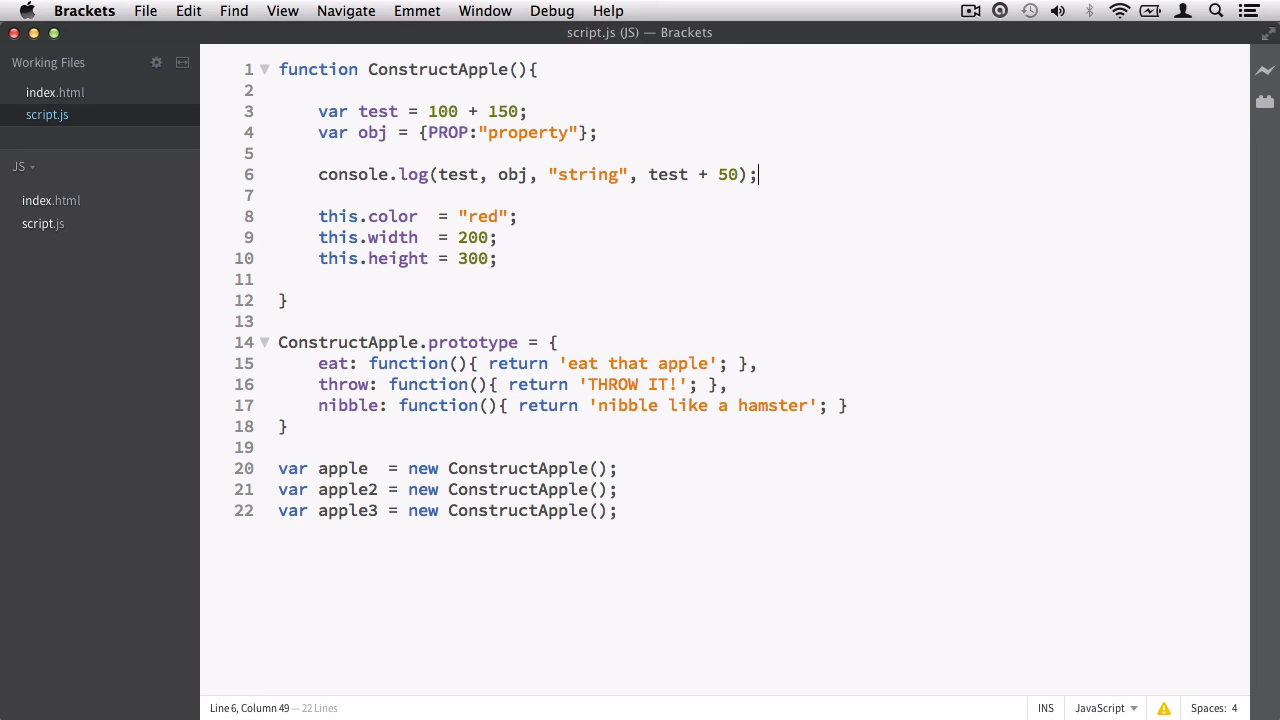 Brackets File Edit Find View Navigate Emmet Window Debug Help
script.js (JS) — Brackets
Working Files
index.html
script.js
JS
index.html
script.js
1 function ConstructApple(){
2
3 var test = 100 + 150;
4 var obj = {PROP:"property"};
5
6 console.log(test, obj, "string", test + 50);
7
8 this.color  = "red";
9 this.width  = 200;
10 this.height = 300;
11
12 }
13
14 ConstructApple.prototype = {
15 eat: function(){ return 'eat that apple'; },
16 throw: function(){ return 'THROW IT!'; },
17 nibble: function(){ return 'nibble like a hamster'; }
18 }
19
20 var apple  = new ConstructApple();
21 var apple2 = new ConstructApple();
22 var apple3 = new ConstructApple();
Line 6, Column 49 — 22 Lines INS JavaScript Spaces: 4